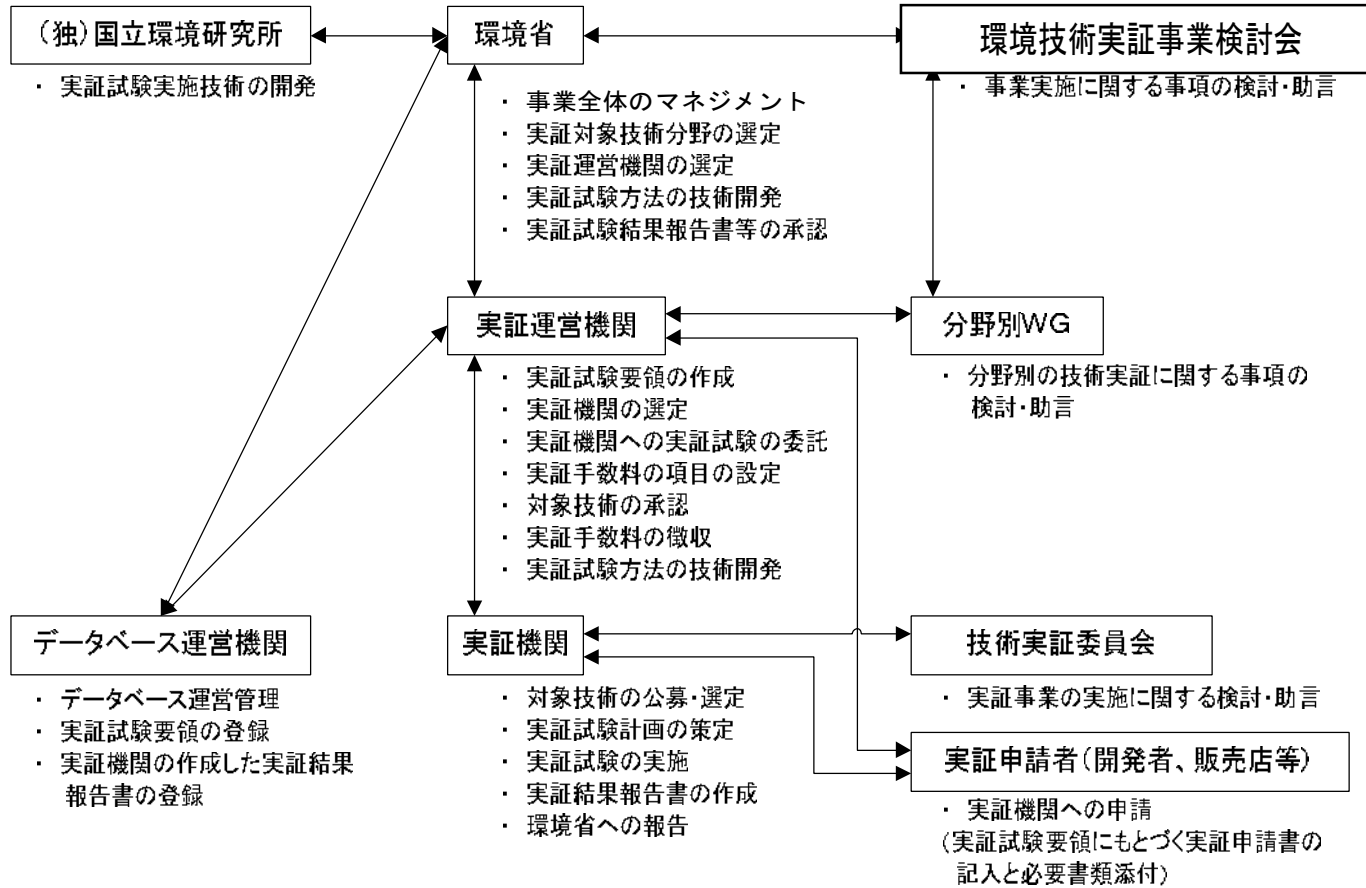 (独)国立環境研究所
・ 実証試験実施技術の開発
環境省
・ 事業全体のマネジメント
・ 実証対象技術分野の選定
・ 実証運営機関の選定
・ 実証試験方法の技術開発
・ 実証試験結果報告書等の承認
環境技術実証事業検討会
・ 事業実施に関する事項の検討・助言
実証運営機関
・ 実証試験要領の作成
・ 実証機関の選定
・ 実証機関への実証試験の委託
・ 実証手数料の項目の設定
・ 対象技術の承認
・ 実証手数料の徴収
・ 実証試験方法の技術開発
分野別WG
・ 分野別の技術実証に関する事項の
検討・助言
データベース運営機関
・ データベース運営管理
・ 実証試験要領の登録
・ 実証機関の作成した実証結果
報告書の登録
実証機関
・ 対象技術の公募・選定
・ 実証試験計画の策定
・ 実証試験の実施
・ 実証結果報告書の作成
・ 環境省への報告
技術実証委員会
・ 実証事業の実施に関する検討・助言
実証申請者(開発者、販売店等)
・ 実証機関への申請
(実証試験要領にもとづく実証申請書の
記入と必要書類添付)